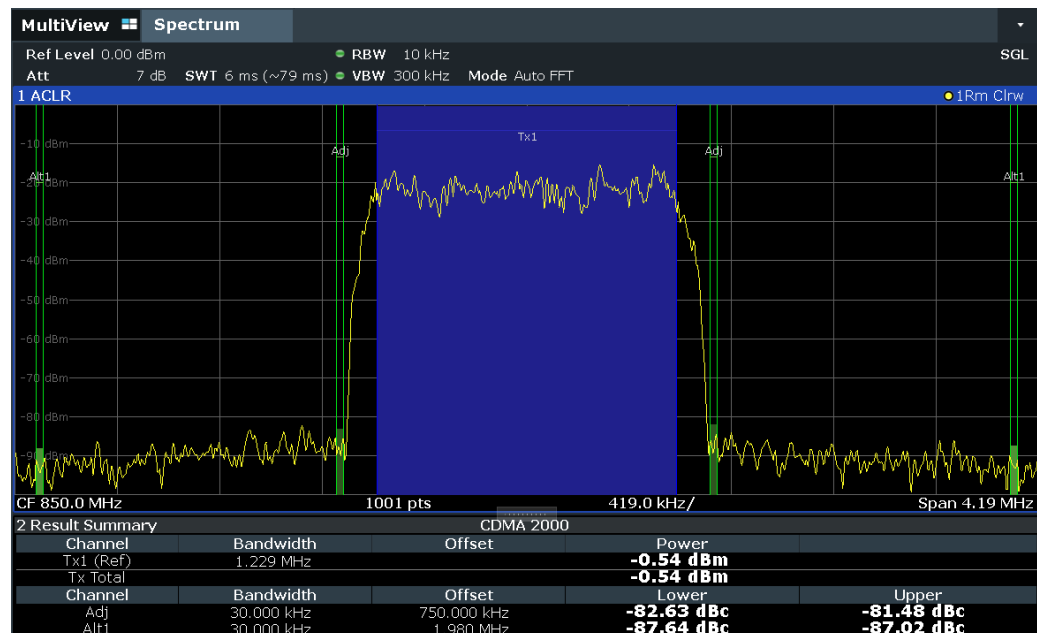 MultiView Spectrum
Ref Level 0.00 dBm RBW 10 kHz SGL
Att 7 dB SWT 6 ms (~79 ms) VBW 300 kHz Mode Auto FFT
1 ACLR 1Rm Clrw
Tx1
-10 dBm
Adj Adj
Alt1 Alt1
-20 dBm
-30 dBm
-40 dBm
-50 dBm
-60 dBm
-70 dBm
-80 dBm
-90 dBm
CF 850.0 MHz 1001 pts 419.0 kHz/ Span 4.19 MHz
2 Result Summary CDMA 2000
Channel Bandwidth Offset Power
Tx1 (Ref) 1.229 MHz -0.54 dBm
Tx Total -0.54 dBm
Channel Bandwidth Offset Lower Upper
Adj 30.000 kHz 750.000 kHz -82.63 dBc -81.48 dBc
Alt1 30.000 kHz 1.980 MHz -87.64 dBc -87.02 dBc